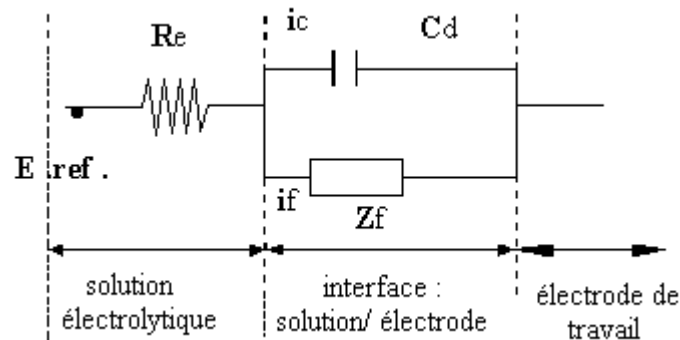 ic
Cd
Re
E .ref .
if
Zf
solution
électrolytique
interface :
solution/ électrode
électrode de
travail